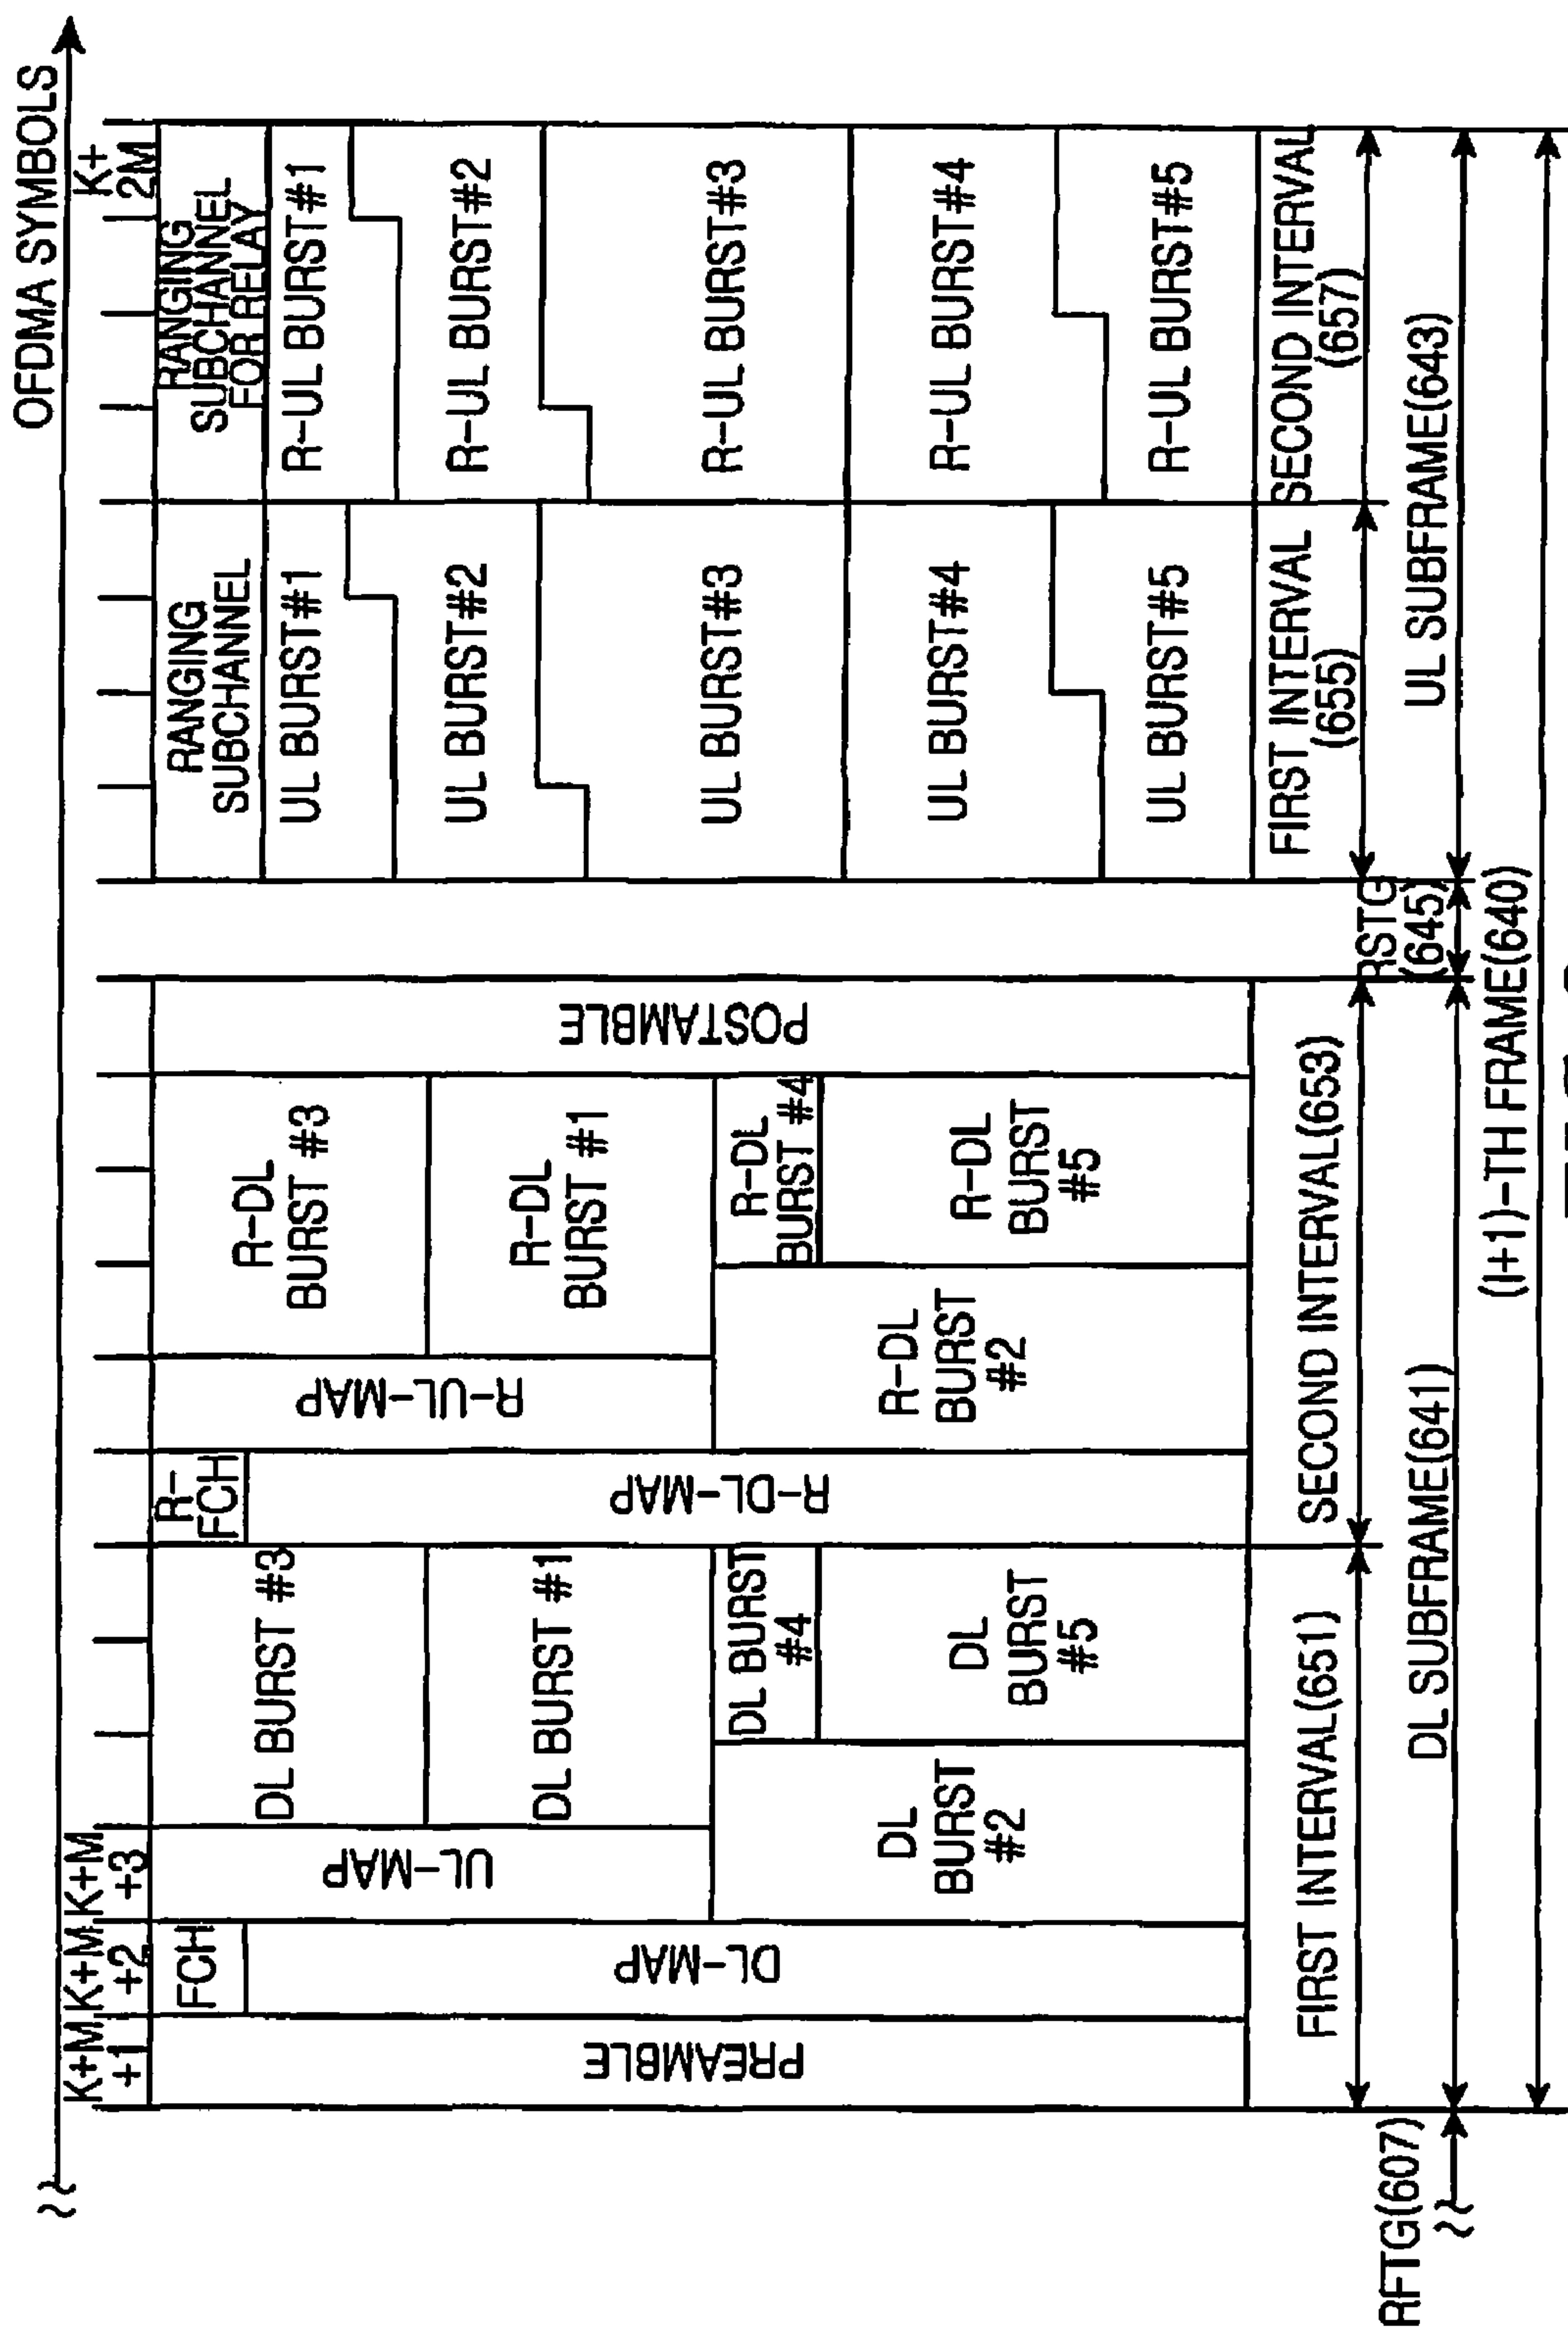 OFDMA SYMBOLS
K+M
+1
K+M
+2
K+M
+3
K+
2M
PREAMBLE
FCH
DL-MAP
UL-MAP
DL BURST #3
DL BURST #1
DL
BURST
#2
DL BURST
#4
DL
BURST
#5
R-
FCH
R-DL-MAP
R-UL-MAP
R-DL
BURST #3
R-DL
BURST #1
R-DL
BURST
#2
R-DL
BURST #4
R-DL
BURST
#5
POSTAMBLE
RANGING
SUBCHANNEL
UL BURST#1
UL BURST#2
UL BURST#3
UL BURST#4
UL BURST#5
RANGING
SUBCHANNEL
FOR RELAY
R-UL BURST#1
R-UL BURST#2
R-UL BURST#3
R-UL BURST#4
R-UL BURST#5
FIRST INTERVAL(651)
SECOND INTERVAL(653)
FIRST INTERVAL
(655)
SECOND INTERVAL
(657)
RFTG(607)
DL SUBFRAME(641)
RSTG
(645)
UL SUBFRAME(643)
(I+1)-TH FRAME(640)